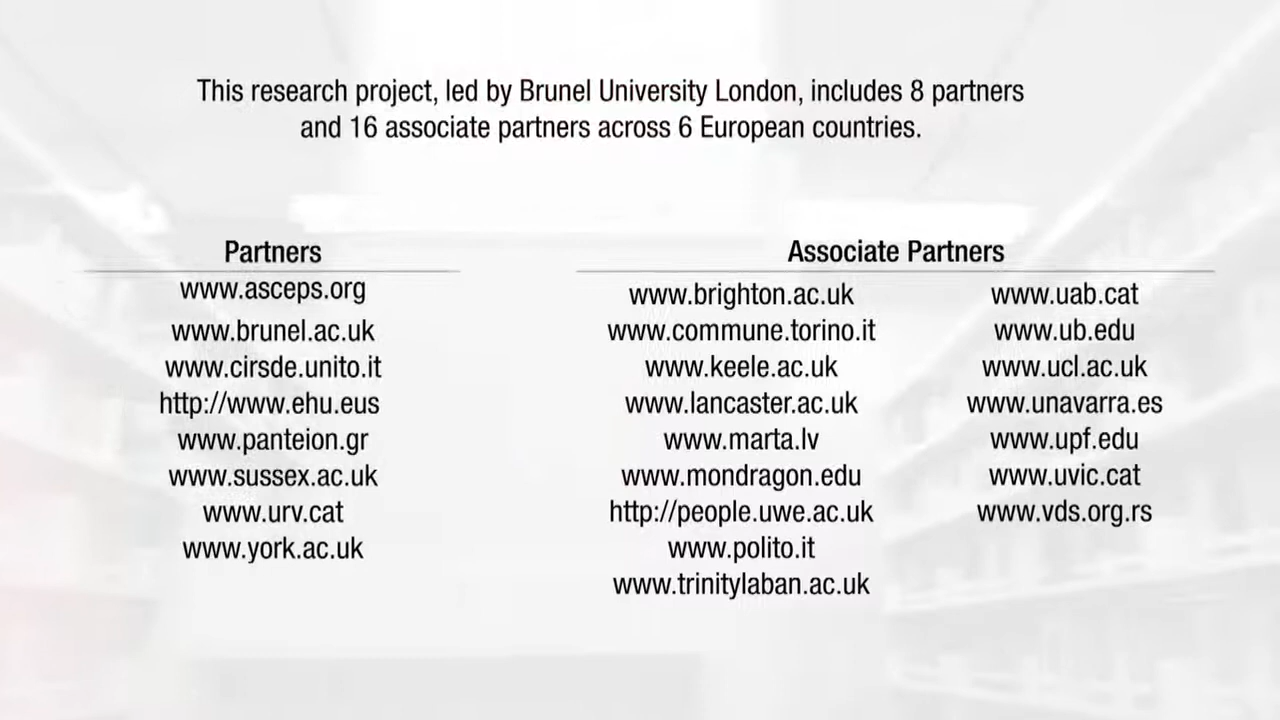 This research project, led by Brunel University London, includes 8 partners
and 16 associate partners across 6 European countries.
Partners
www.asceps.org
www.brunel.ac.uk
www.cirsde.unito.it
http://www.ehu.eus
www.panteion.gr
www.sussex.ac.uk
www.urv.cat
www.york.ac.uk
Associate Partners
www.brighton.ac.uk
www.commune.torino.it
www.keele.ac.uk
www.lancaster.ac.uk
www.marta.lv
www.mondragon.edu
http://people.uwe.ac.uk
www.polito.it
www.trinitylaban.ac.uk
www.uab.cat
www.ub.edu
www.ucl.ac.uk
www.unavarra.es
www.upf.edu
www.uvic.cat
www.vds.org.rs